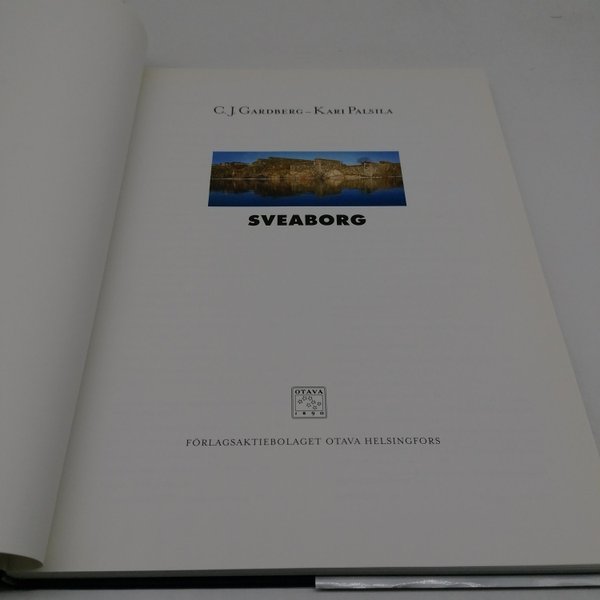 C. J. GARDBERG – KARI PALSILA
SVEABORG
OTAVA
1890
FÖRLAGSAKTIEBOLAGET OTAVA HELSINGFORS